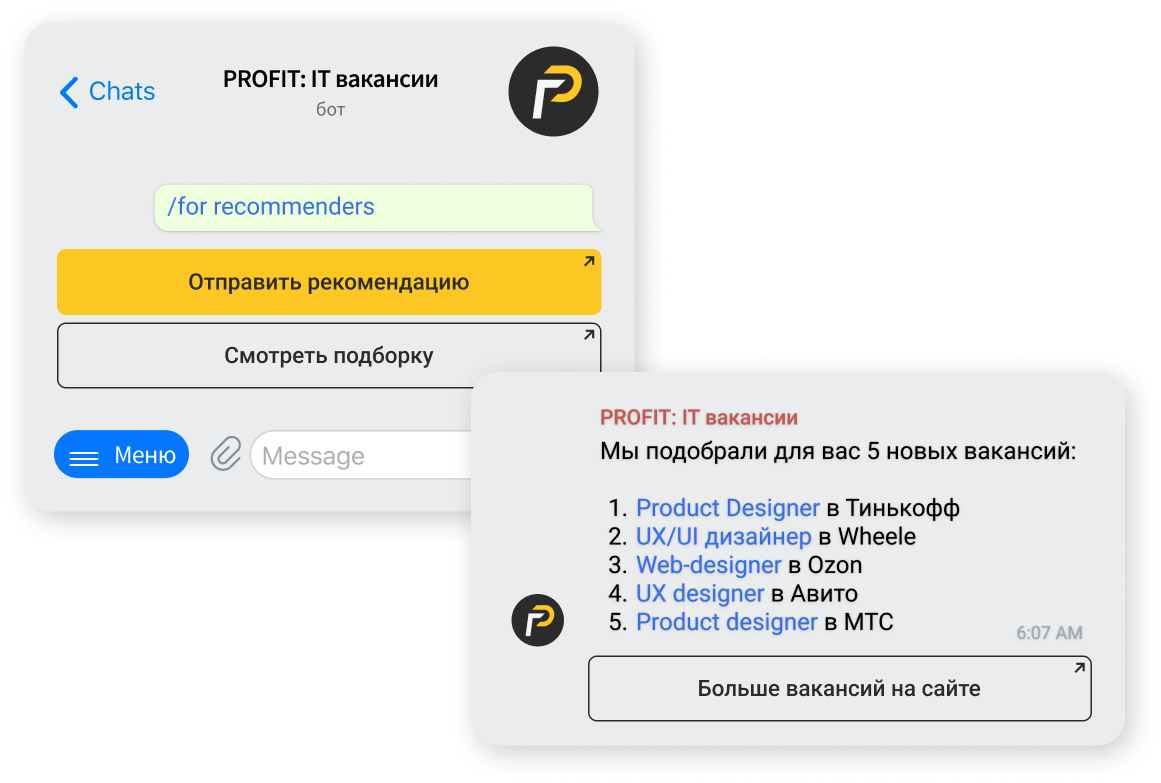 Chats
PROFIT: IT вакансии
бот
/for recommenders
Отправить рекомендацию
Смотреть подборку
Меню
Message
PROFIT: IT вакансии
Мы подобрали для вас 5 новых вакансий:
1. Product Designer в Тинькофф
2. UX/UI дизайнер в Wheele
3. Web-designer в Ozon
4. UX designer в Авито
5. Product designer в МТС
6:07 AM
Больше вакансий на сайте